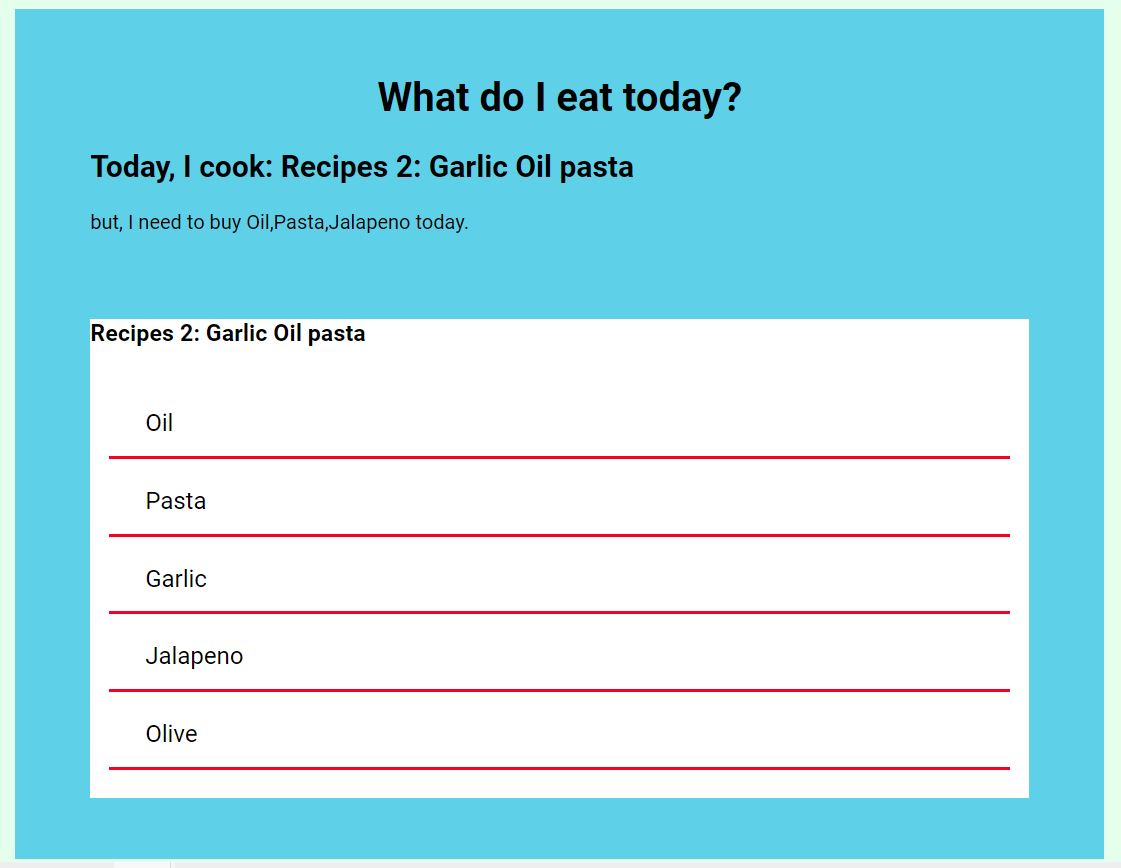 What do I eat today?
Today, I cook: Recipes 2: Garlic Oil pasta
but, I need to buy Oil,Pasta,Jalapeno today.
Recipes 2: Garlic Oil pasta
Oil
Pasta
Garlic
Jalapeno
Olive